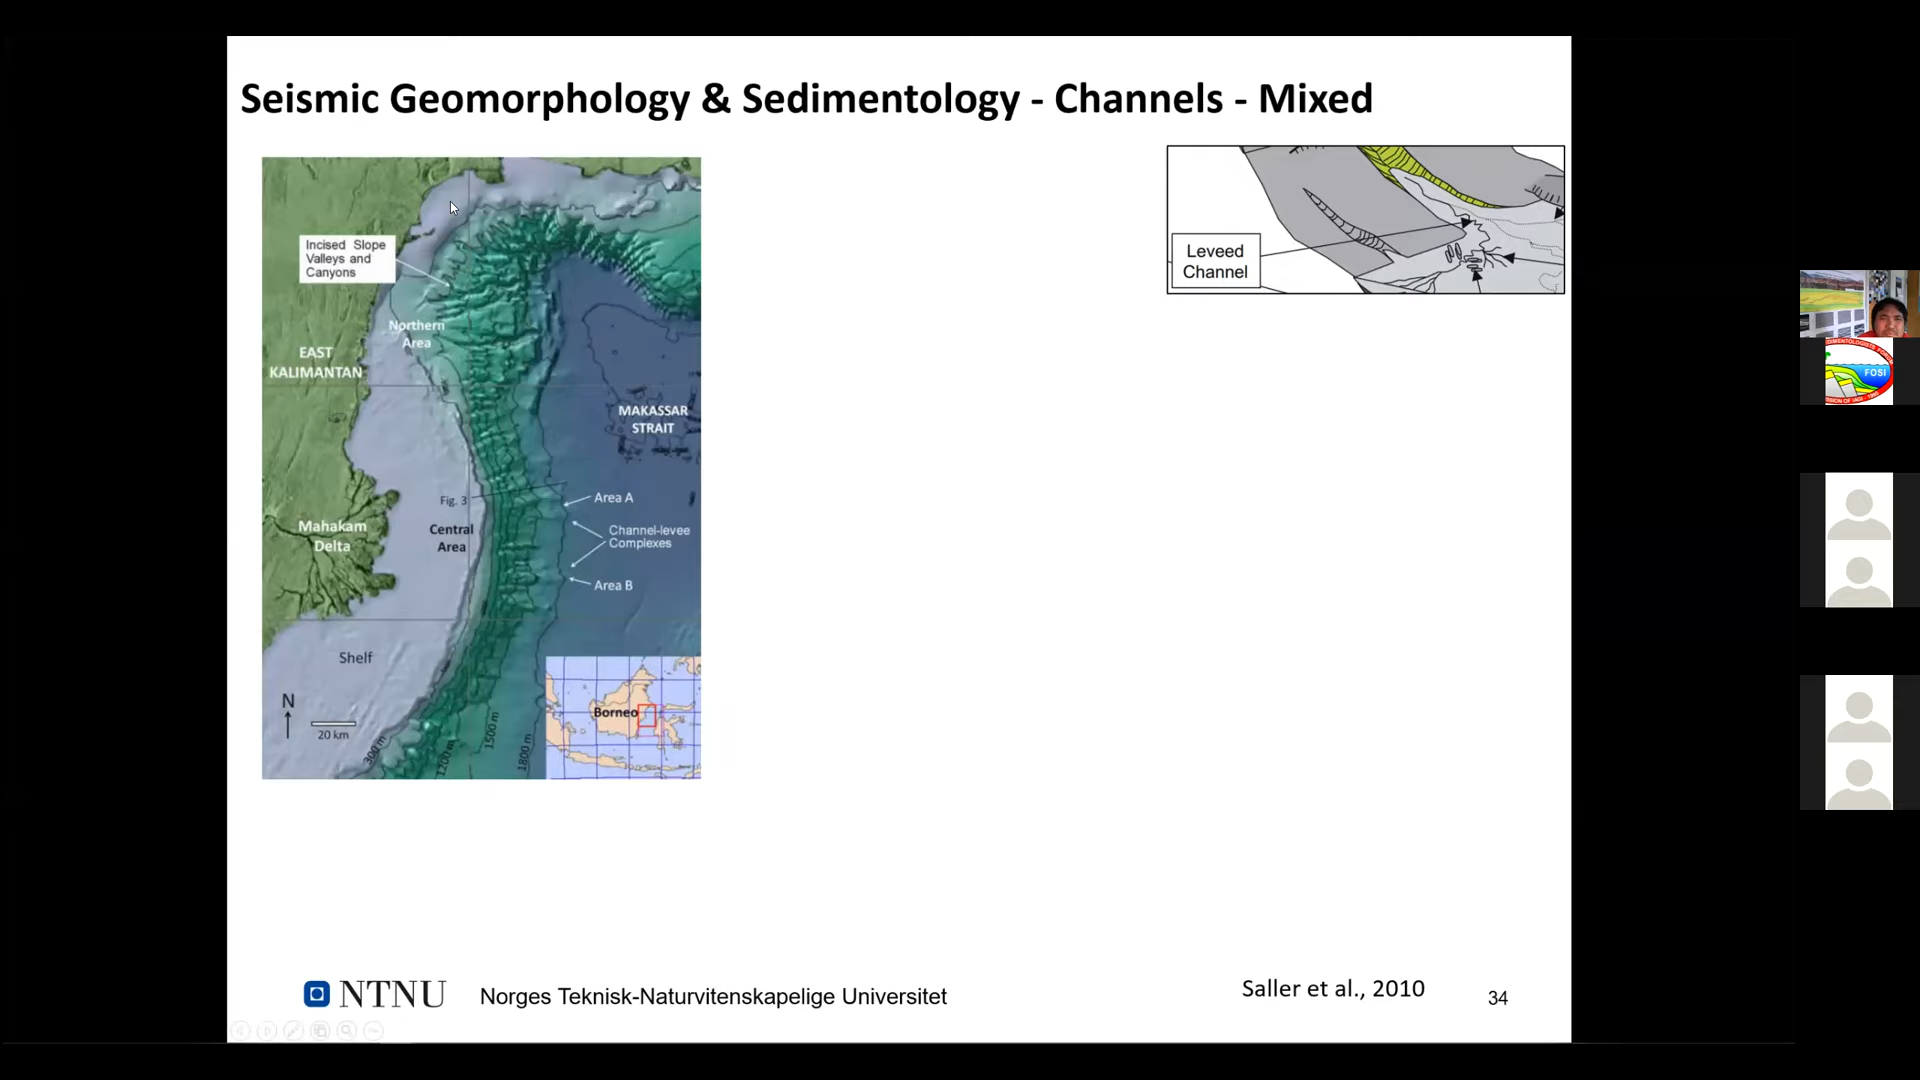 Seismic Geomorphology & Sedimentology - Channels - Mixed
Incised Slope
Valleys and
Canyons
Northern
Area
EAST
KALIMANTAN
MAKASSAR
STRAIT
Fig. 3
Area A
Mahakam
Delta
Central
Area
Channel-levee
Complexes
Area B
Shelf
N
20 km
300 m
1200 m
1500 m
1800 m
Borneo
Leveed
Channel
NTNU
Norges Teknisk-Naturvitenskapelige Universitet
Saller et al., 2010
34
FOSI